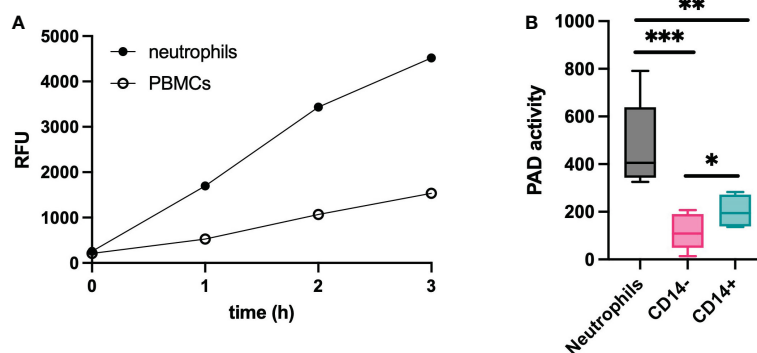 A
5000
4000
3000
2000
1000
0
RFU
neutrophils
PBMCs
0 1 2 3
time (h)
B
1000
800
600
400
200
0
PAD activity
**
***
*
Neutrophils
CD14-
CD14+